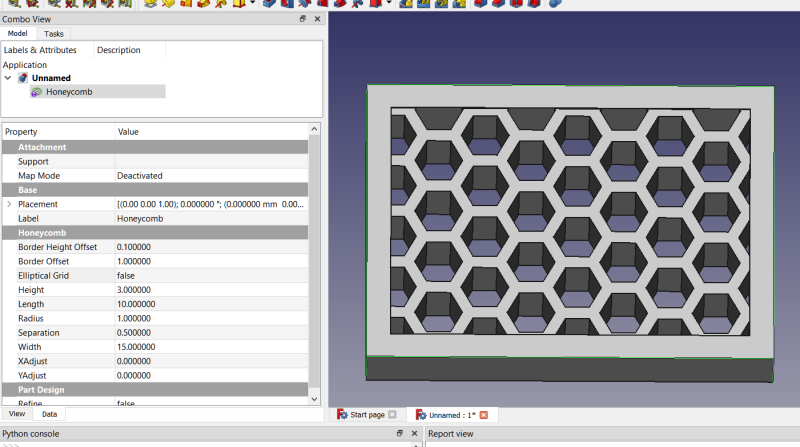 Combo View
Model Tasks
Labels & Attributes Description
Application
Unnamed
Honeycomb
Property Value
Attachment
Support
Map Mode Deactivated
Base
Placement [(0.00 0.00 1.00); 0.000000 °; (0.000000 mm 0.00...
Label Honeycomb
Honeycomb
Border Height Offset 0.100000
Border Offset 1.000000
Elliptical Grid false
Height 3.000000
Length 10.000000
Radius 1.000000
Separation 0.500000
Width 15.000000
XAdjust 0.000000
YAdjust 0.000000
Part Design
Refine false
View Data
Start page Unnamed : 1*
Python console Report view
>>>